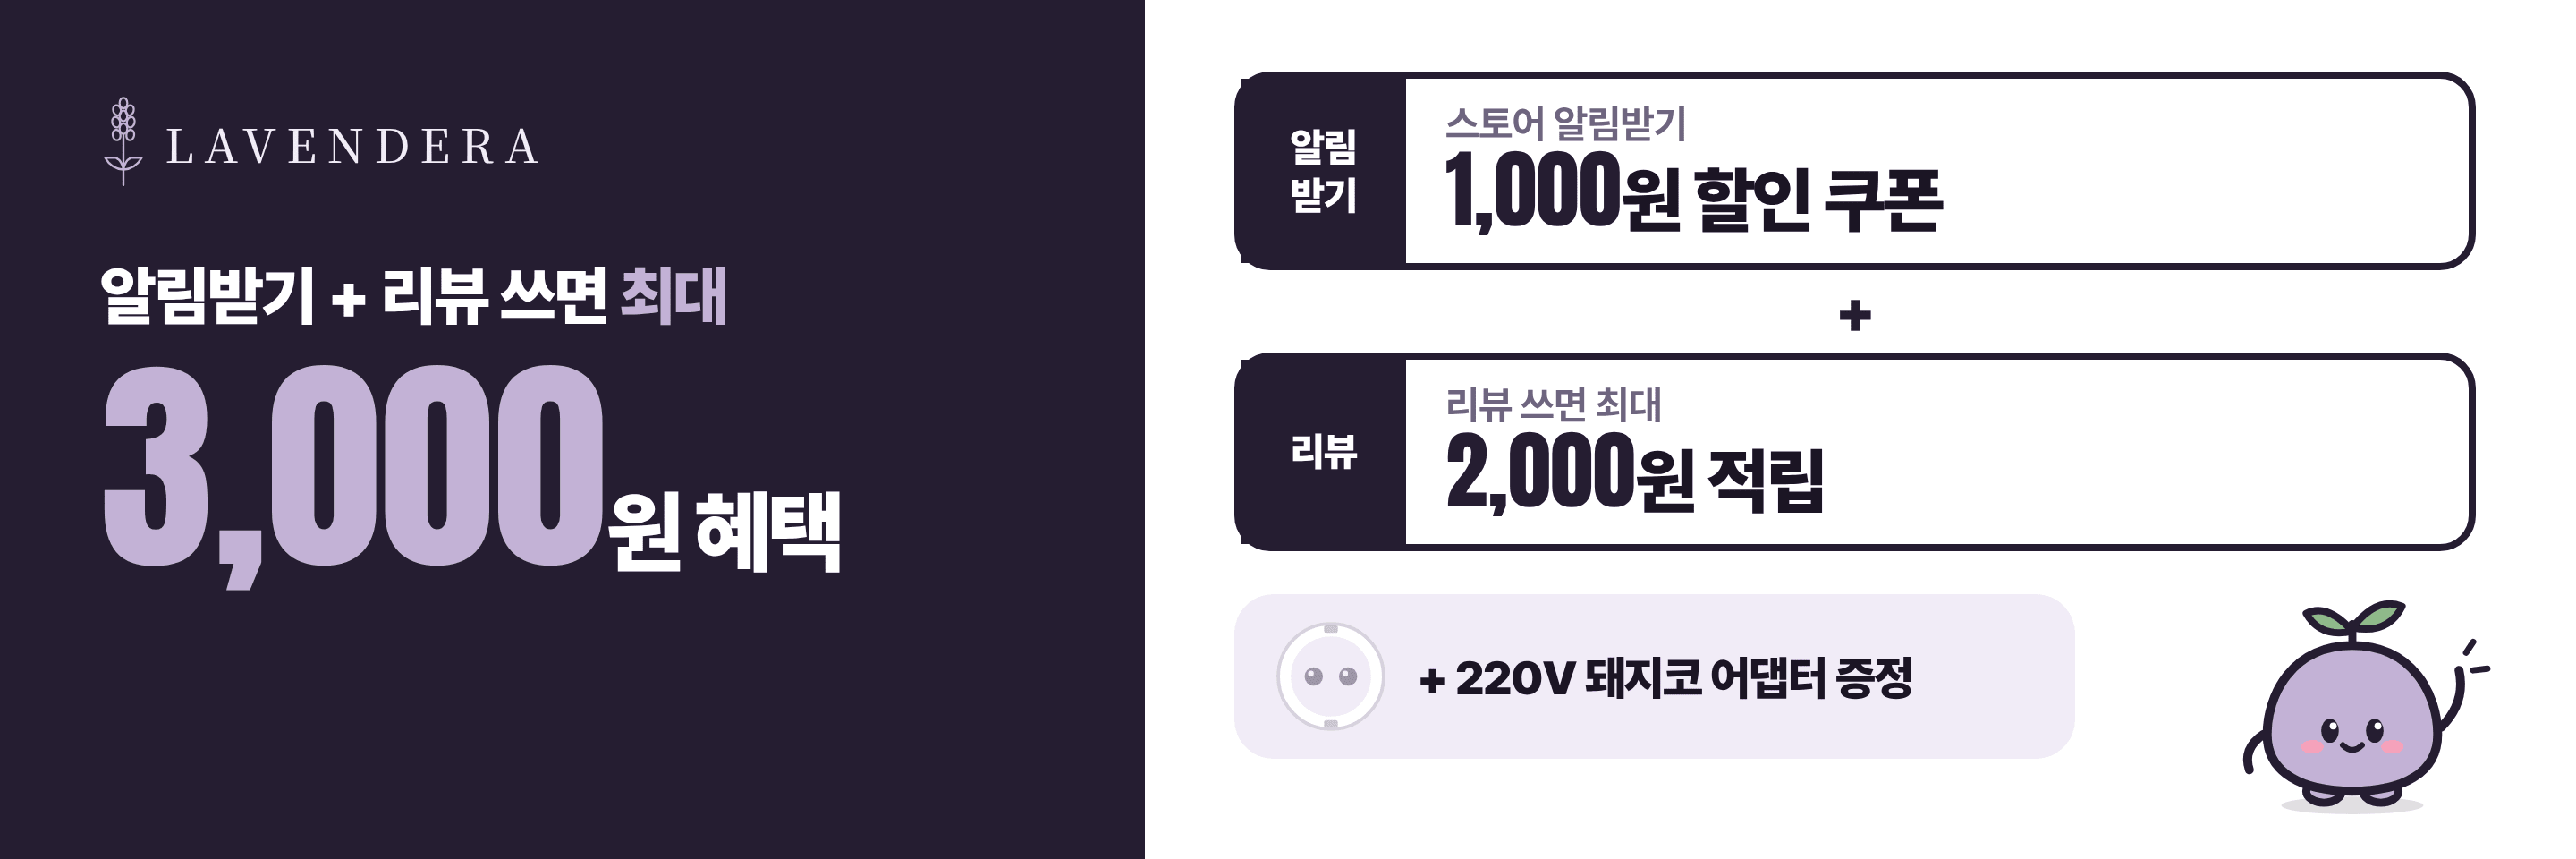 LAVENDERA
알림받기 + 리뷰 쓰면 최대
3,000원 혜택
알림
받기
스토어 알림받기
1,000원 할인 쿠폰
+
리뷰
리뷰 쓰면 최대
2,000원 적립
+ 220V 돼지코 어댑터 증정